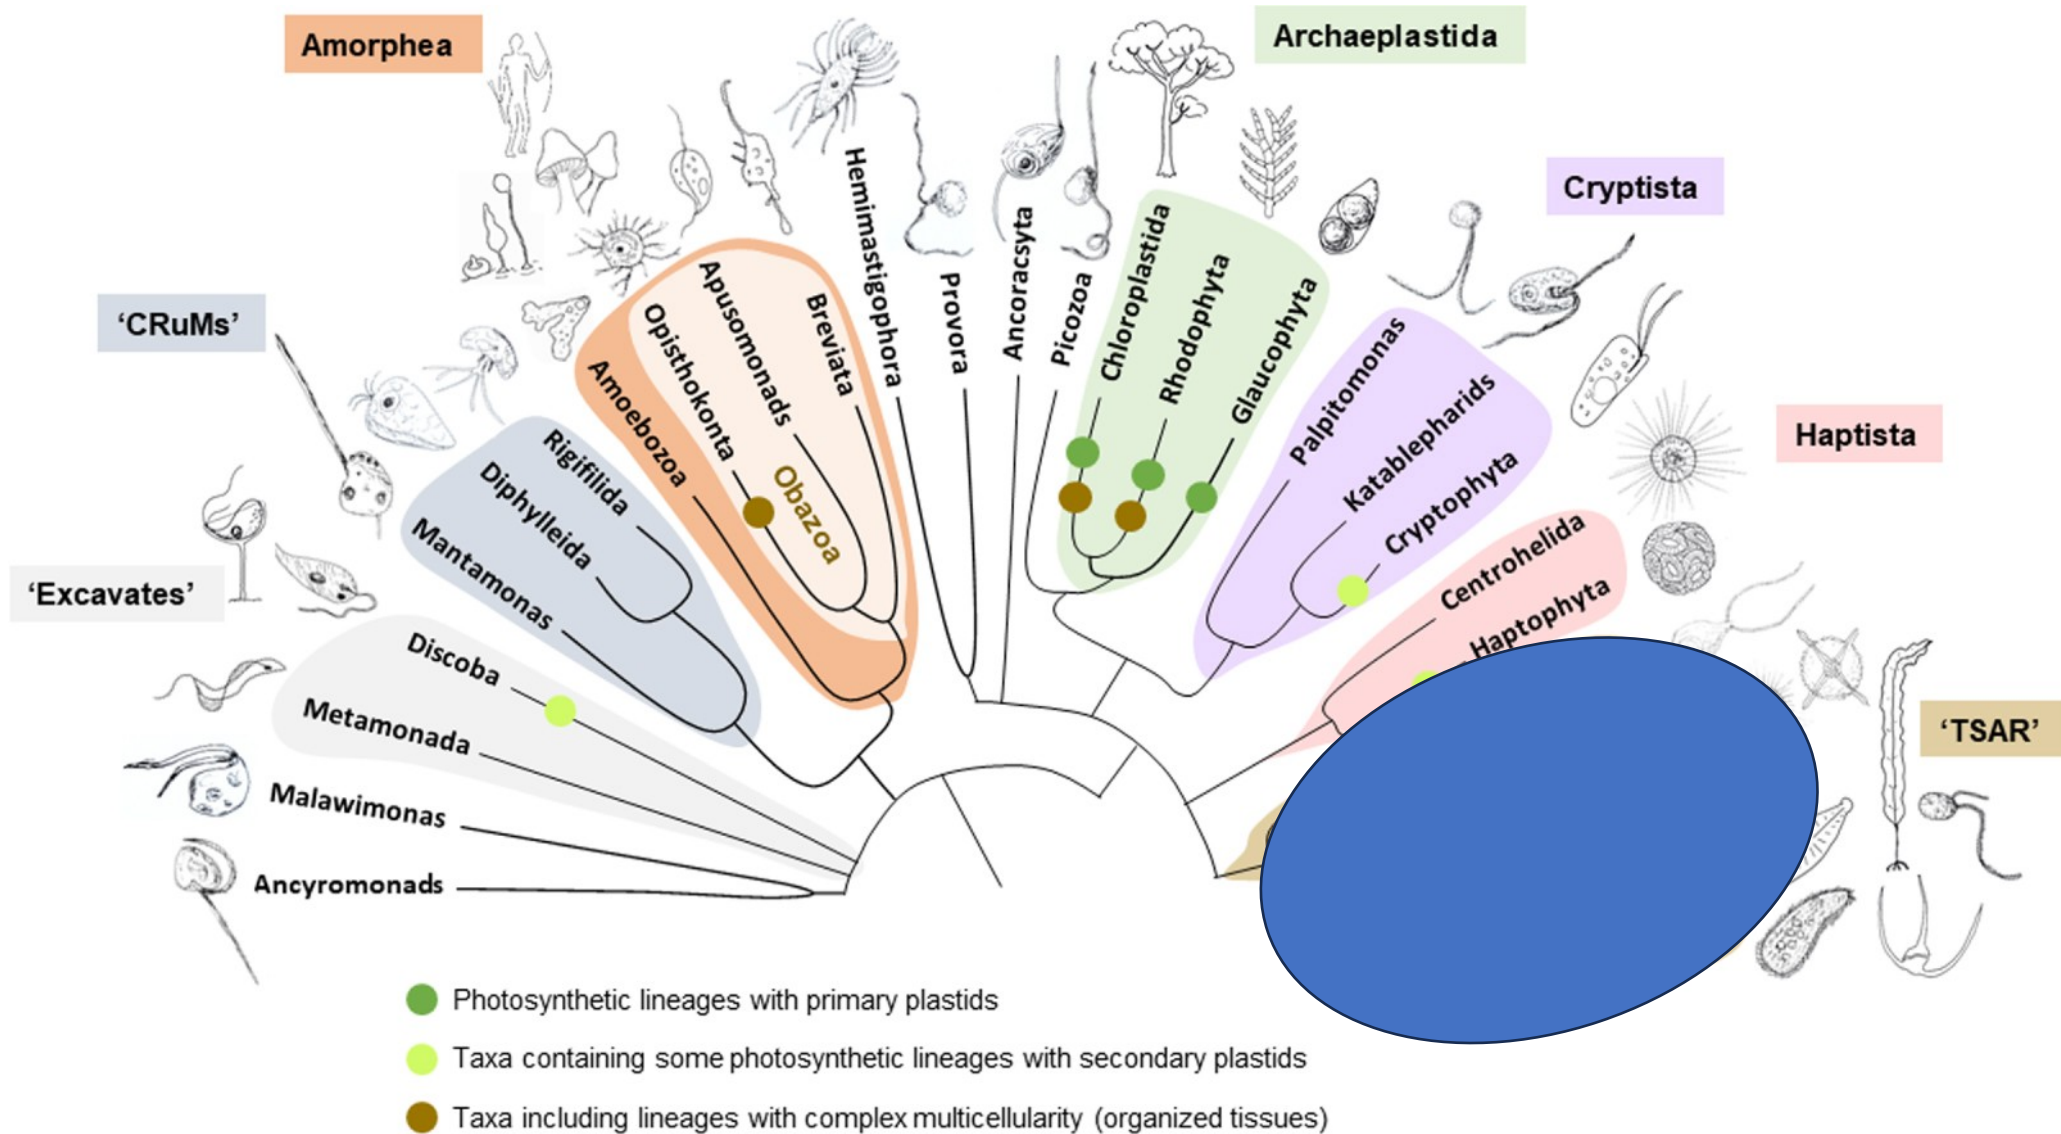 Amorphea
Archaeplastida
Cryptista
‘CRuMs’
Haptista
‘Excavates’
‘TSAR’
Ancyromonads
Malawimonas
Metamonada
Discoba
Mantamonas
Diphylleida
Rigifilida
Amoebozoa
Opisthokonta
Apusomonads
Breviata
Obazoa
Hemimastigophora
Provora
Ancoracsyta
Picozoa
Chloroplastida
Rhodophyta
Glaucophyta
Palpitomonas
Katablepharids
Cryptophyta
Centrohelida
Haptophyta
Photosynthetic lineages with primary plastids
Taxa containing some photosynthetic lineages with secondary plastids
Taxa including lineages with complex multicellularity (organized tissues)